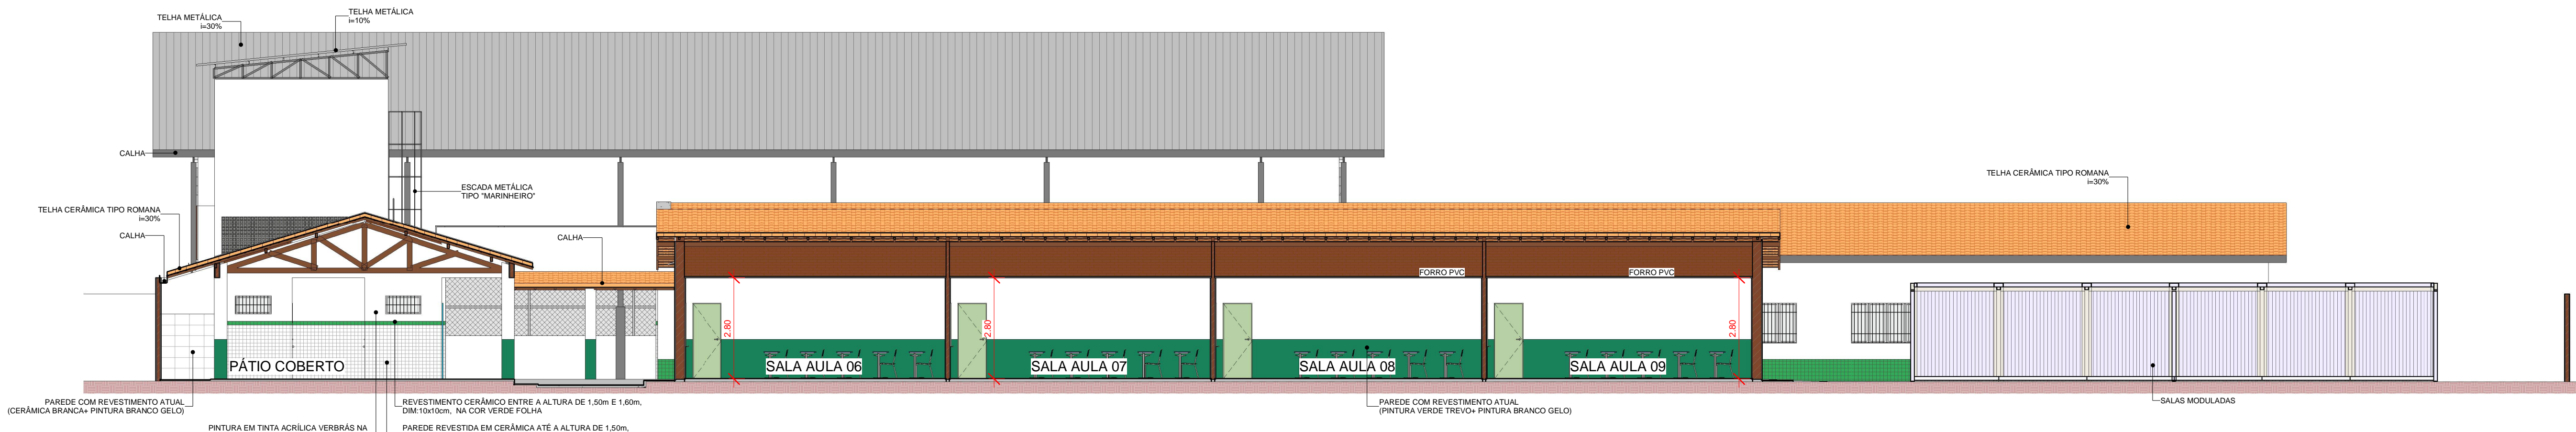 TELHA METÁLICA
i=30%
TELHA METÁLICA
i=10%
CALHA
ESCADA METÁLICA
TIPO "MARINHEIRO"
TELHA CERÂMICA TIPO ROMANA
i=30%
TELHA CERÂMICA TIPO ROMANA
i=30%
CALHA
CALHA
FORRO PVC
FORRO PVC
2.80
2.80
2.80
PÁTIO COBERTO
SALA AULA 06
SALA AULA 07
SALA AULA 08
SALA AULA 09
PAREDE COM REVESTIMENTO ATUAL
(CERÂMICA BRANCA+ PINTURA BRANCO GELO)
REVESTIMENTO CERÂMICO ENTRE A ALTURA DE 1,50m E 1,60m,
DIM:10x10cm, NA COR VERDE FOLHA
PAREDE COM REVESTIMENTO ATUAL
(PINTURA VERDE TREVO+ PINTURA BRANCO GELO)
SALAS MODULADAS
PINTURA EM TINTA ACRÍLICA VERBRÁS NA
PAREDE REVESTIDA EM CERÂMICA ATÉ A ALTURA DE 1,50m,